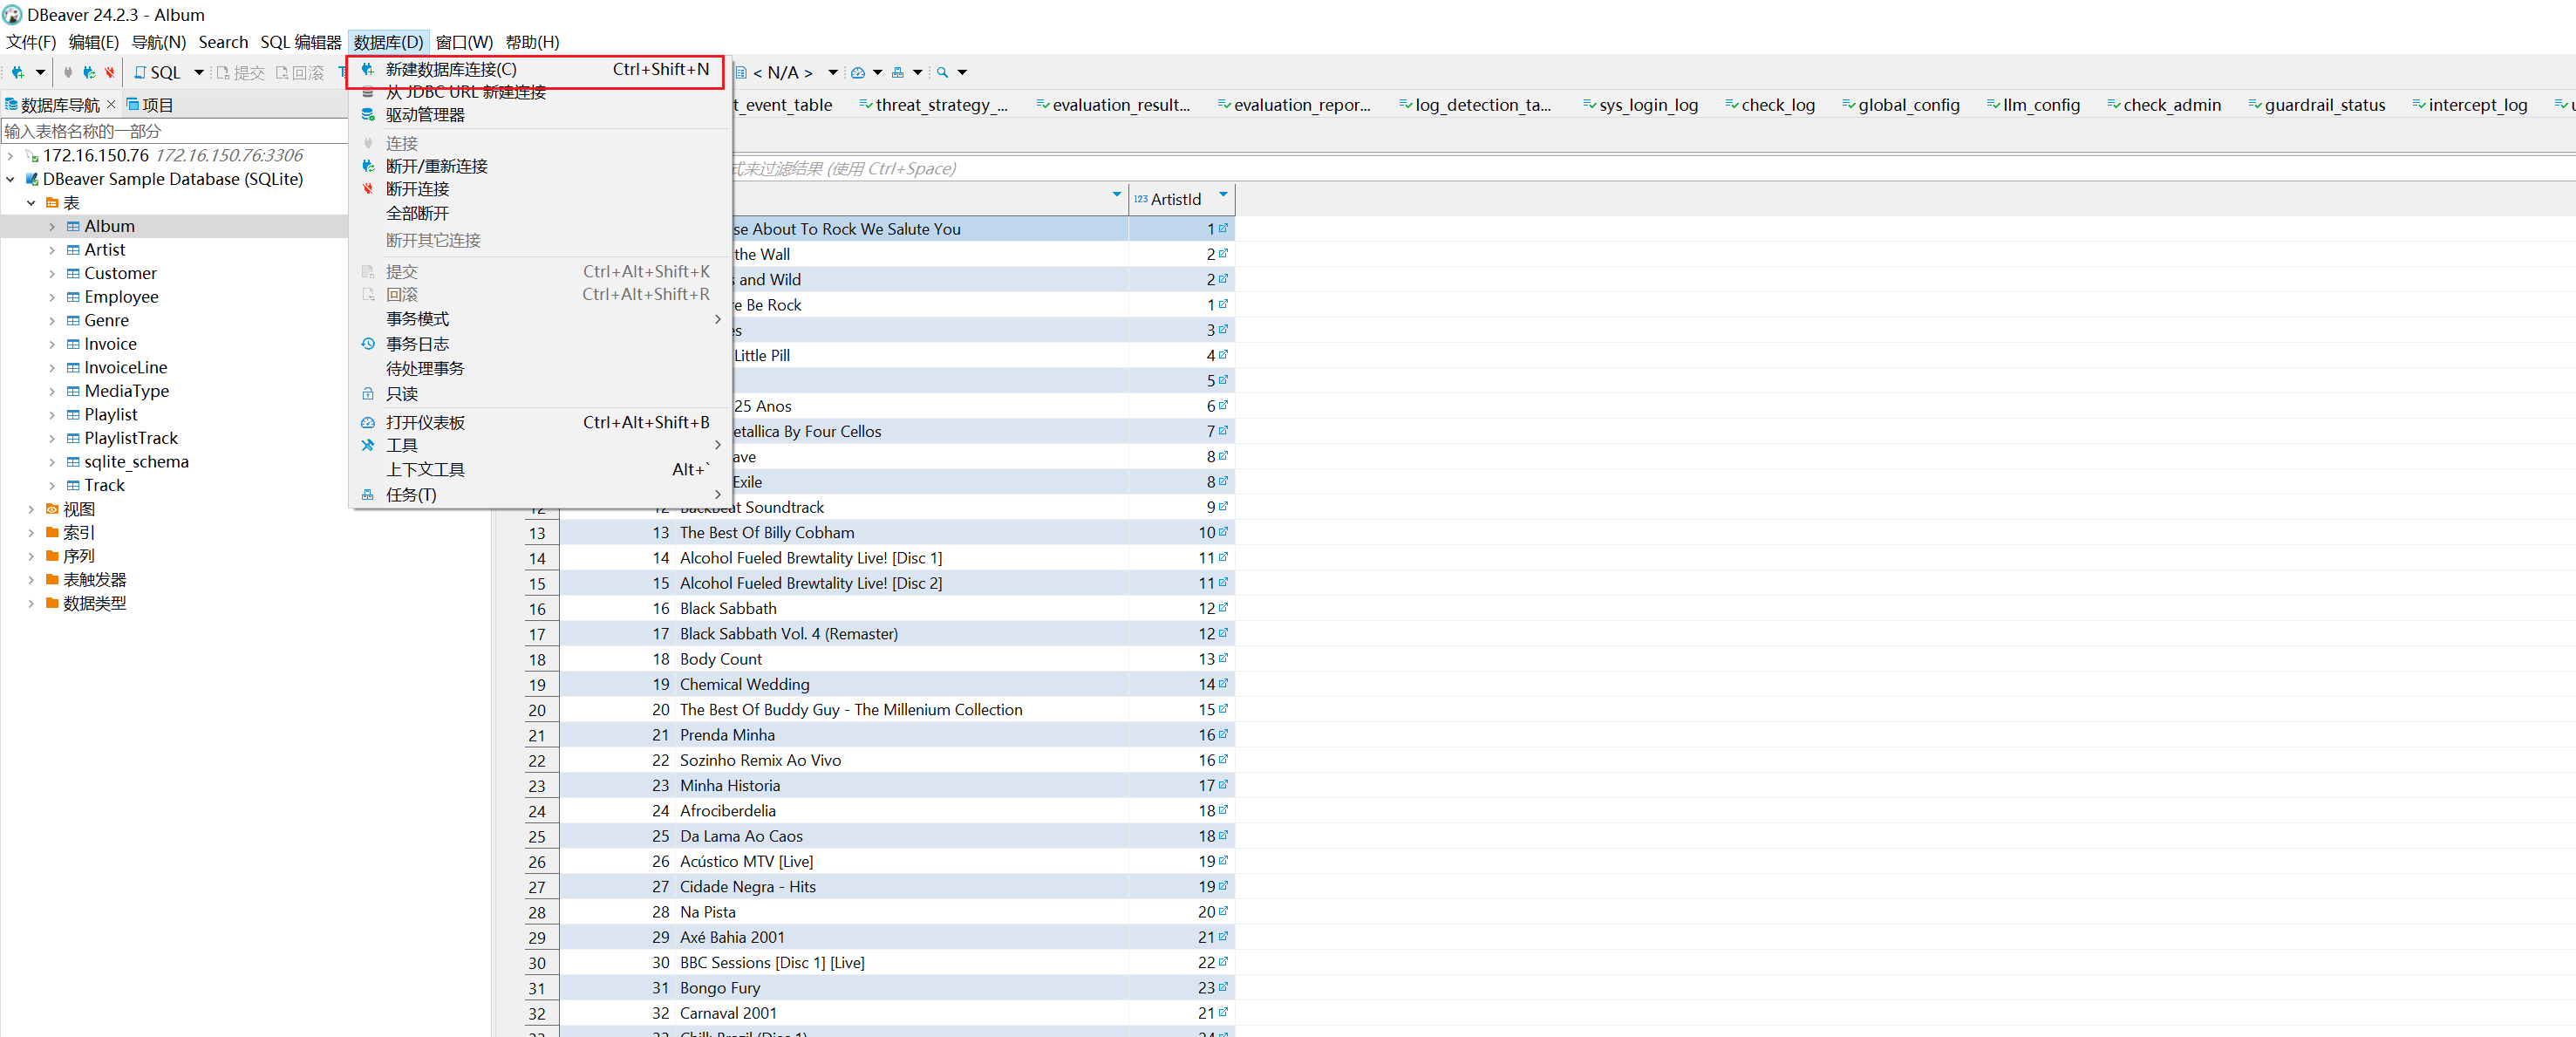 DBeaver 24.2.3 - Album
文件(F) 编辑(E) 导航(N) Search SQL 编辑器 数据库(D) 窗口(W) 帮助(H)
SQL 提交 回滚 < N/A >
新建数据库连接(C) Ctrl+Shift+N
从 JDBC URL 新建连接
驱动管理器
连接
断开/重新连接
断开连接
全部断开
断开其它连接
提交 Ctrl+Alt+Shift+K
回滚 Ctrl+Alt+Shift+R
事务模式
事务日志
待处理事务
只读
打开仪表板 Ctrl+Alt+Shift+B
工具
上下文工具 Alt+`
任务(T)
数据库导航 项目
输入表格名称的一部分
172.16.150.76 172.16.150.76:3306
DBeaver Sample Database (SQLite)
表
Album
Artist
Customer
Employee
Genre
Invoice
InvoiceLine
MediaType
Playlist
PlaylistTrack
sqlite_schema
Track
视图
索引
序列
表触发器
数据类型
t_event_table threat_strategy_... evaluation_result... evaluation_repor... log_detection_ta... sys_login_log check_log global_config llm_config check_admin guardrail_status intercept_log
式来过滤结果 (使用 Ctrl+Space)
123 ArtistId
se About To Rock We Salute You 1
the Wall 2
s and Wild 2
re Be Rock 1
es 3
Little Pill 4
5
25 Anos 6
etallica By Four Cellos 7
ave 8
Exile 8
12 12 BackBeat Soundtrack 9
13 13 The Best Of Billy Cobham 10
14 14 Alcohol Fueled Brewtality Live! [Disc 1] 11
15 15 Alcohol Fueled Brewtality Live! [Disc 2] 11
16 16 Black Sabbath 12
17 17 Black Sabbath Vol. 4 (Remaster) 12
18 18 Body Count 13
19 19 Chemical Wedding 14
20 20 The Best Of Buddy Guy - The Millenium Collection 15
21 21 Prenda Minha 16
22 22 Sozinho Remix Ao Vivo 16
23 23 Minha Historia 17
24 24 Afrociberdelia 18
25 25 Da Lama Ao Caos 18
26 26 Acústico MTV [Live] 19
27 27 Cidade Negra - Hits 19
28 28 Na Pista 20
29 29 Axé Bahia 2001 21
30 30 BBC Sessions [Disc 1] [Live] 22
31 31 Bongo Fury 23
32 32 Carnaval 2001 21
33 33 Chill: Brazil (Disc 1) 24